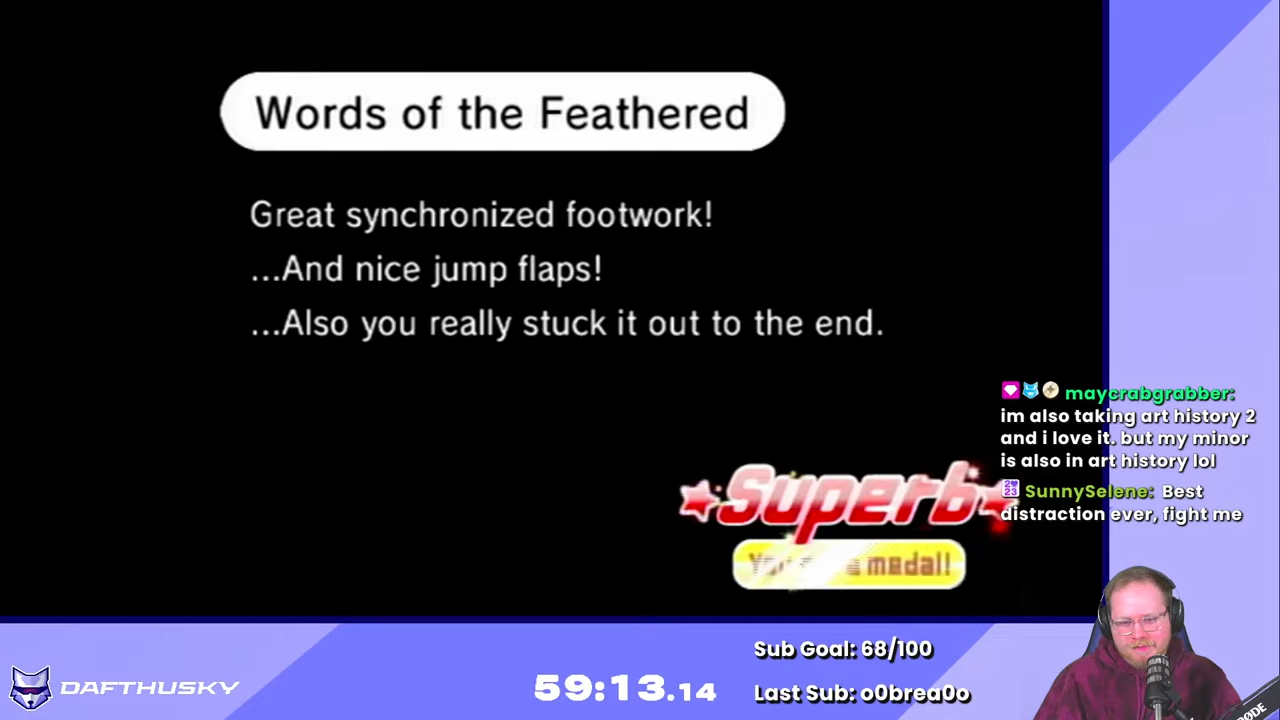 Words of the Feathered
Great synchronized footwork!
...And nice jump flaps!
...Also you really stuck it out to the end.
maycrabgrabber:
im also taking art history 2
and i love it. but my minor
is also in art history lol
SunnySelene: Best
distraction ever, fight me
Superb
medal!
DAFTHUSKY
59:13.14
Sub Goal: 68/100
Last Sub: o0brea0o